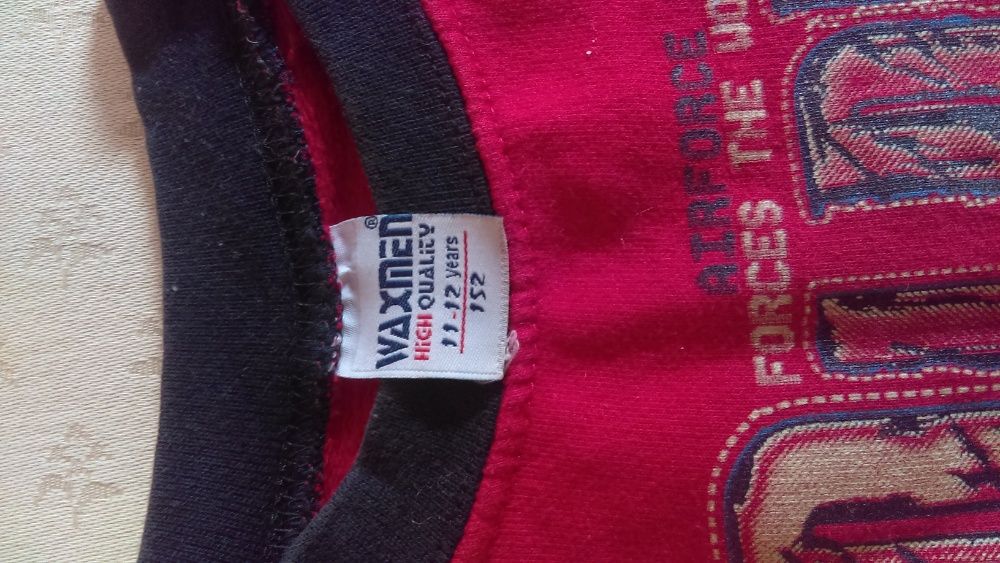 WAXMEN®
HIGH QUALITY
11-12 years
152
AIRFORCE
FORCES THE